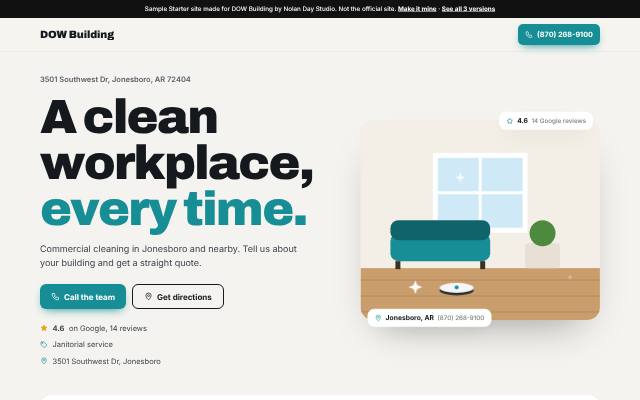 Sample Starter site made for DOW Building by Nolan Day Studio. Not the official site. Make it mine · See all 3 versions
DOW Building
(870) 268-9100
3501 Southwest Dr, Jonesboro, AR 72404
A clean
workplace,
every time.
Commercial cleaning in Jonesboro and nearby. Tell us about
your building and get a straight quote.
Call the team
Get directions
4.6 on Google, 14 reviews
Janitorial service
3501 Southwest Dr, Jonesboro
4.6 14 Google reviews
Jonesboro, AR (870) 268-9100